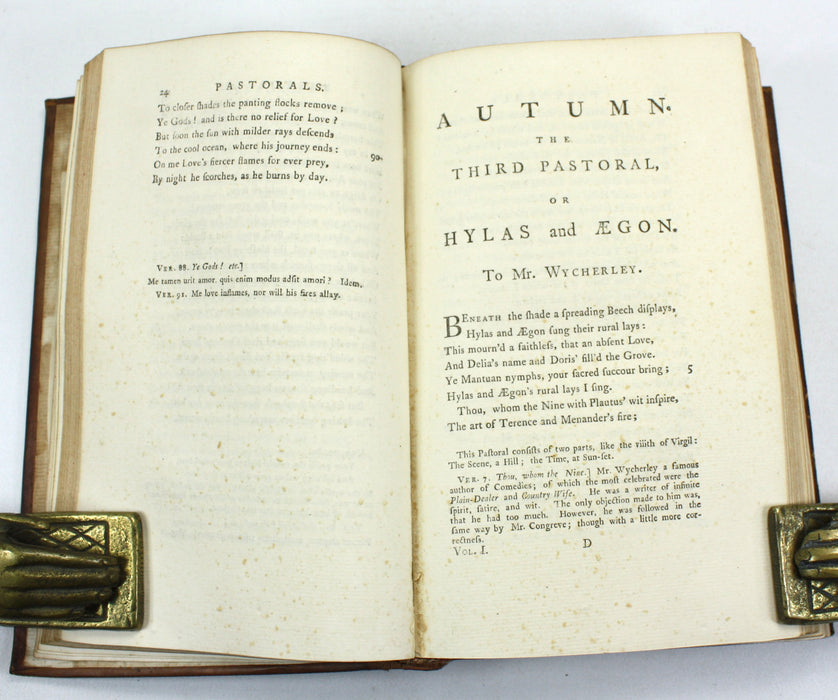 24 PASTORALS.
To cloſer ſhades the panting flocks remove ;
Ye Gods ! and is there no relief for Love ?
But ſoon the ſun with milder rays deſcends
To the cool ocean, where his journey ends :
On me Love's fiercer flames for ever prey, 90
By night he ſcorches, as he burns by day.
VER. 88. Ye Gods ! etc.]
Me tamen urit amor, quis enim modus adſit amori ? Idem.
VER. 91. Me love inflames, nor will his fires allay.
AUTUMN.
THE
THIRD PASTORAL,
OR
HYLAS and ÆGON.
To Mr. WYCHERLEY.
BENEATH the ſhade a ſpreading Beech diſplays,
Hylas and Ægon ſung their rural lays :
This mourn'd a faithleſs, that an abſent Love,
And Delia's name and Doris' fill'd the Grove.
Ye Mantuan nymphs, your ſacred ſuccour bring ; 5
Hylas and Ægon's rural lays I ſing.
Thou, whom the Nine with Plautus' wit inſpire,
The art of Terence and Menander's fire ;
This Paſtoral conſiſts of two parts, like the viiith of Virgil :
The Scene, a Hill ; the Time, at Sun-ſet.
VER. 7. Thou, whom the Nine.] Mr. Wycherley a famous
author of Comedies ; of which the moſt celebrated were the
Plain-Dealer and Country Wife. He was a writer of infinite
ſpirit, ſatire, and wit. The only objection made to him was,
that he had too much. However, he was followed in the
ſame way by Mr. Congreve ; though with a little more cor-
rectneſs.
VOL. I. D